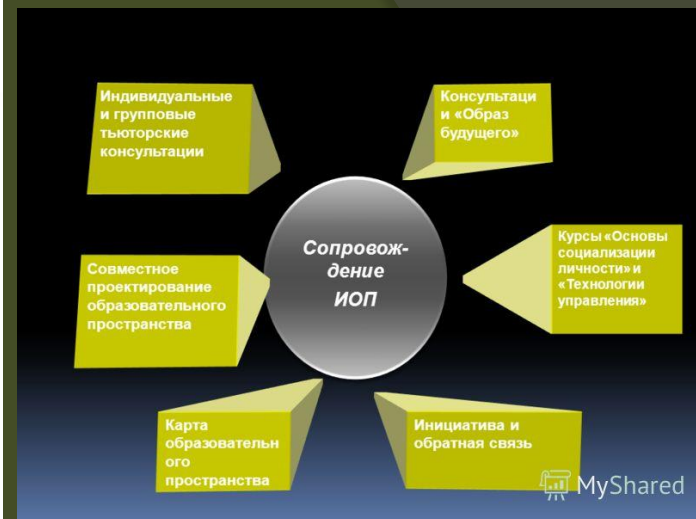 Индивидуальные
и групповые
тьюторские
консультации
Консультаци
и «Образ
будущего»
Сопровож-
дение
ИОП
Совместное
проектирование
образовательного
пространства
Курсы «Основы
социализации
личности» и
«Технологии
управления»
Карта
образовательн
ого
пространства
Инициатива и
обратная связь
MyShared